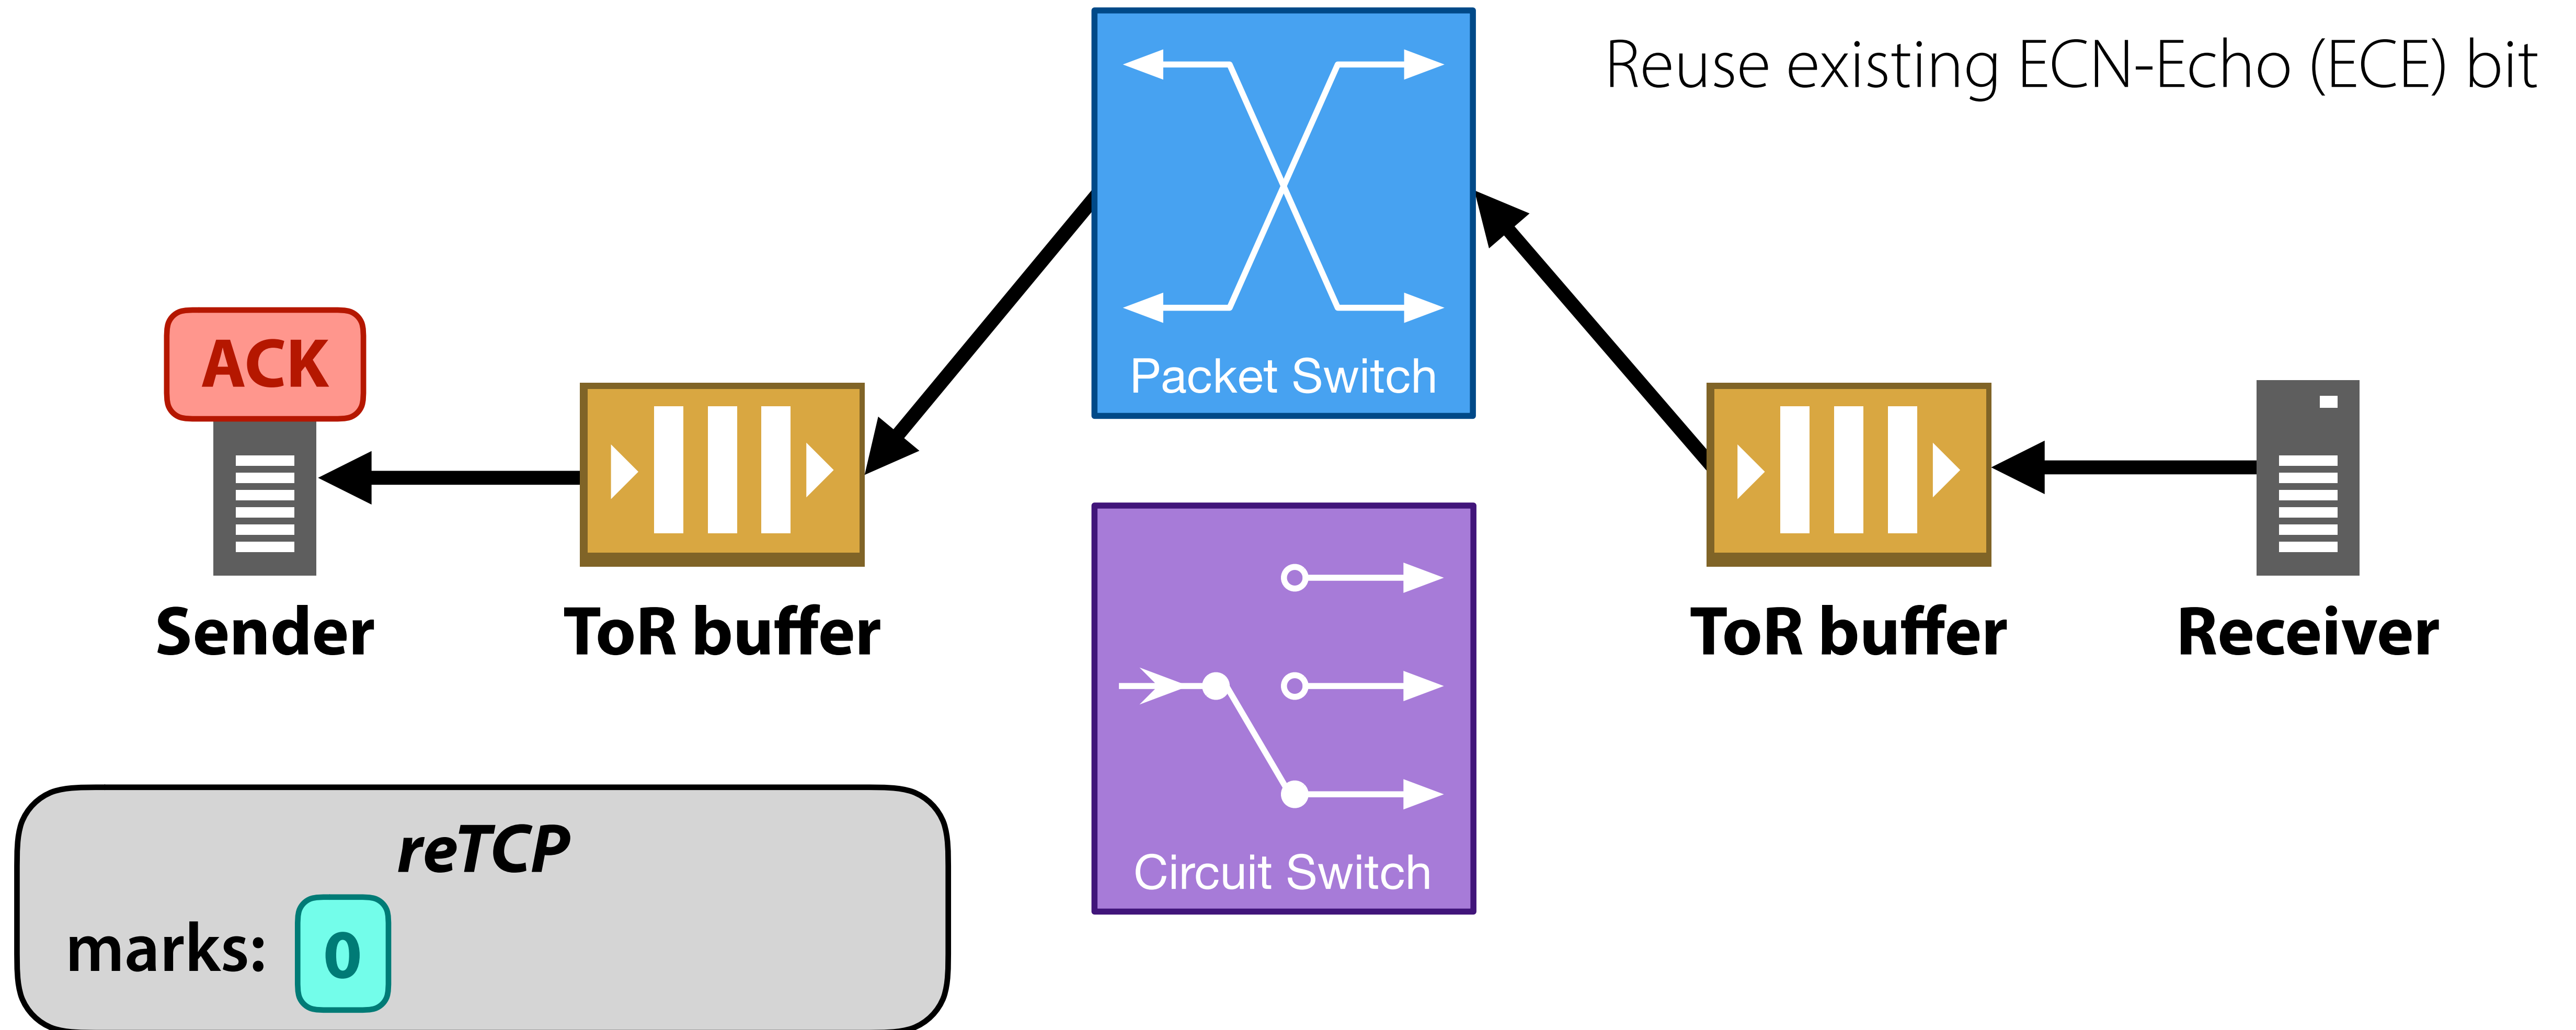 Reuse existing ECN-Echo (ECE) bit
ACK
Packet Switch
Sender
ToR buffer
ToR buffer
Receiver
Circuit Switch
reTCP
marks: 0